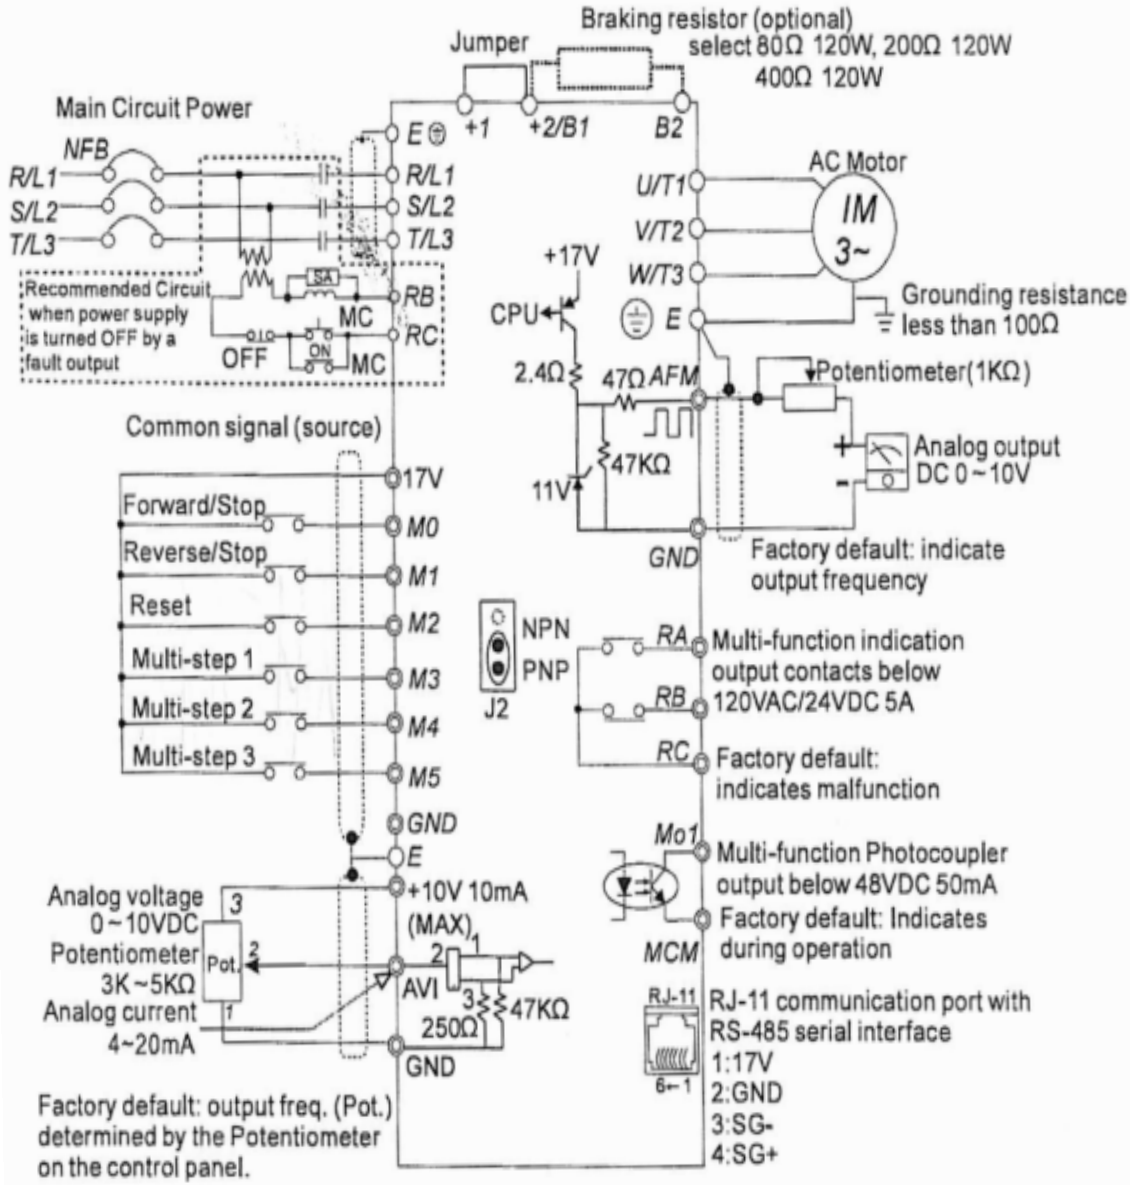 Braking resistor (optional)
select 80Ω 120W, 200Ω 120W
400Ω 120W
Jumper
+1
+2/B1
B2
Main Circuit Power
NFB
R/L1
S/L2
T/L3
E
R/L1
S/L2
T/L3
Recommended Circuit
when power supply
is turned OFF by a
fault output
SA
MC
OFF
ON
MC
RB
RC
AC Motor
IM
3~
U/T1
V/T2
W/T3
E
Grounding resistance
less than 100Ω
+17V
CPU
2.4Ω
47Ω
AFM
47KΩ
11V
GND
Potentiometer(1KΩ)
+
-
Analog output
DC 0~10V
Factory default: indicate
output frequency
Common signal (source)
17V
Forward/Stop
M0
Reverse/Stop
M1
Reset
M2
Multi-step 1
M3
Multi-step 2
M4
Multi-step 3
M5
GND
E
NPN
PNP
J2
RA
RB
RC
Multi-function indication
output contacts below
120VAC/24VDC 5A
Factory default:
indicates malfunction
Mo1
MCM
Multi-function Photocoupler
output below 48VDC 50mA
Factory default: Indicates
during operation
Analog voltage
0~10VDC
Potentiometer
3K~5KΩ
Analog current
4~20mA
3
Pot.
2
1
+10V 10mA
(MAX)
1
2
3
AVI
250Ω
47KΩ
GND
RJ-11
6←1
RJ-11 communication port with
RS-485 serial interface
1:17V
2:GND
3:SG-
4:SG+
Factory default: output freq. (Pot.)
determined by the Potentiometer
on the control panel.